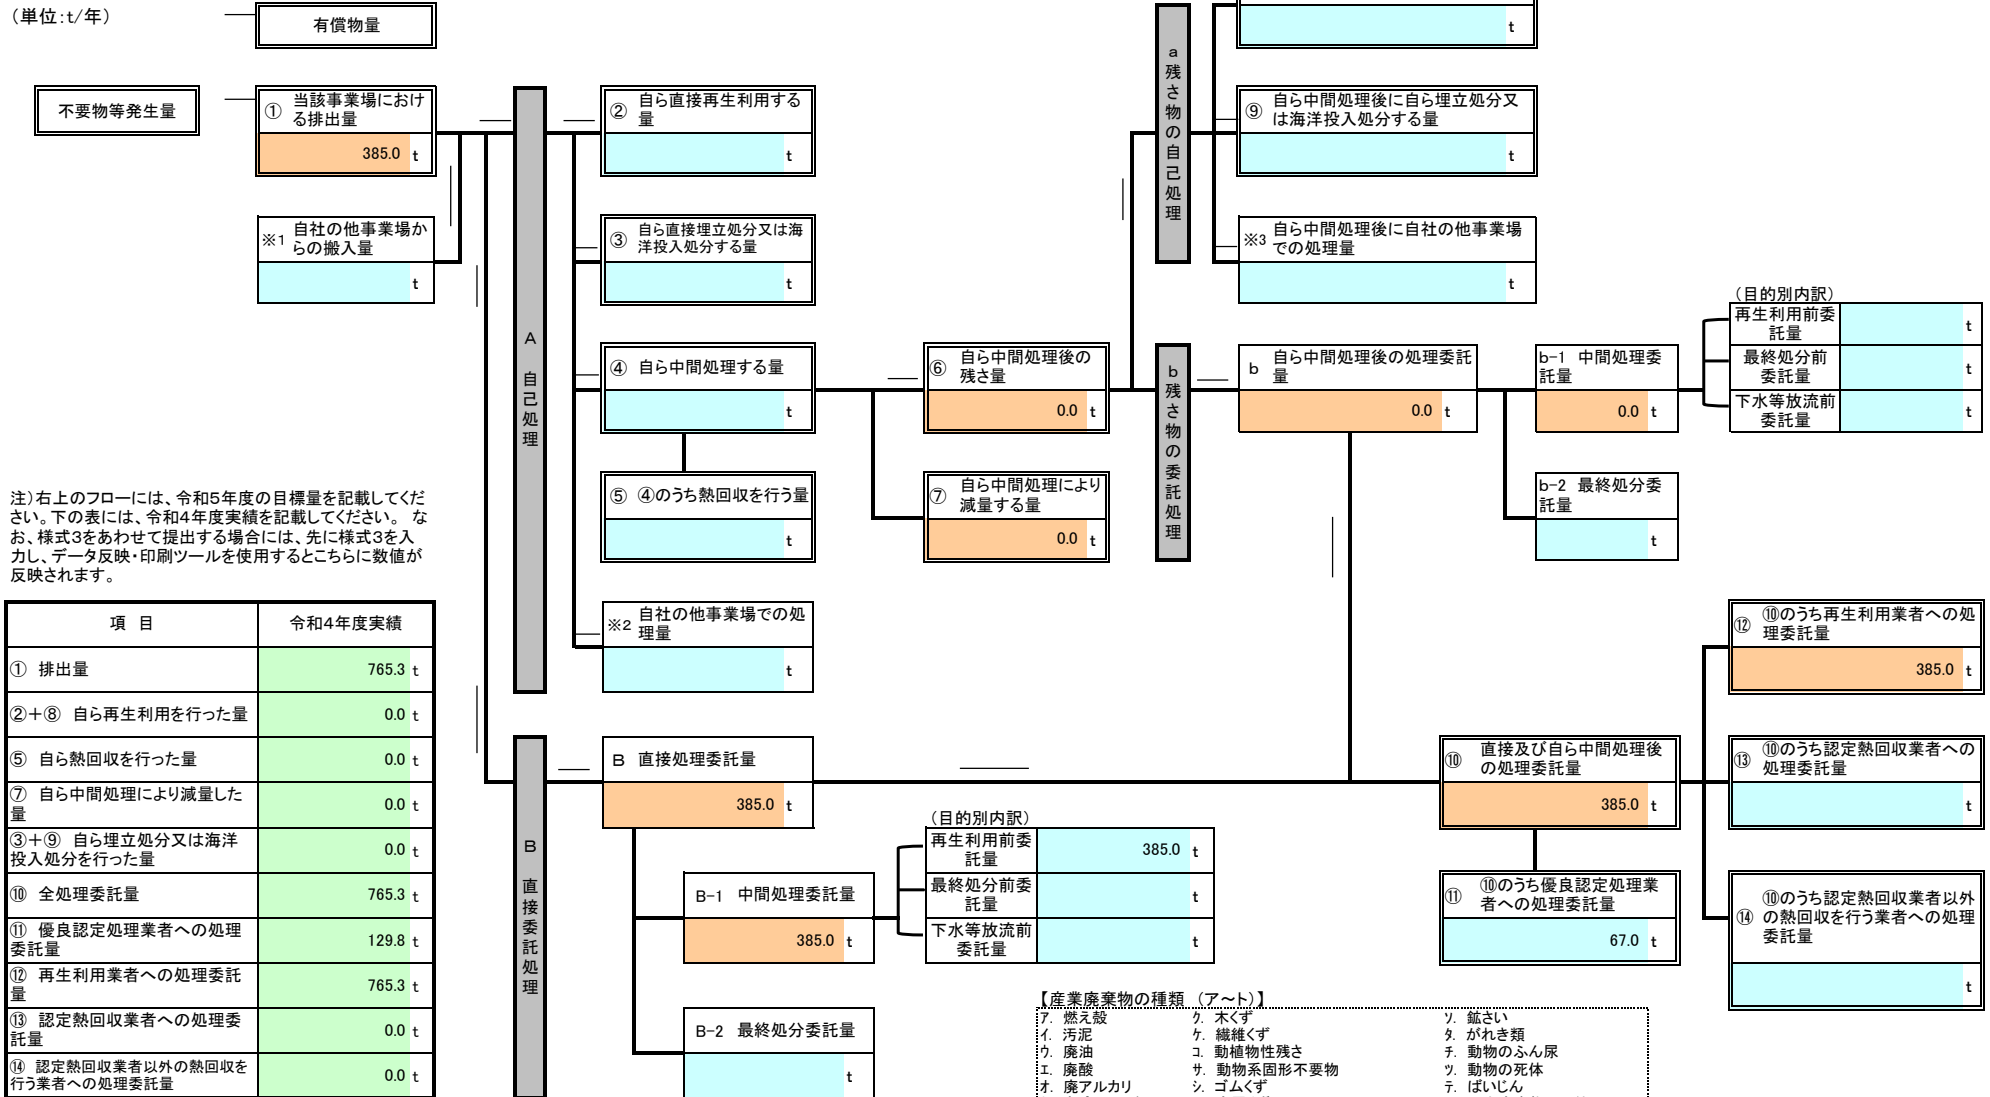 (単位:t/年)
有償物量
不要物等発生量
① 当該事業場におけ
る排出量
385.0 t
※1 自社の他事業場か
らの搬入量
t
A 自己処理
② 自ら直接再生利用する
量
t
③ 自ら直接埋立処分又は海
洋投入処分する量
t
④ 自ら中間処理する量
t
⑤ ④のうち熱回収を行う量
t
※2 自社の他事業場での処
理量
t
⑥ 自ら中間処理後の
残さ量
0.0 t
⑦ 自ら中間処理により
減量する量
0.0 t
a 残さ物の自己処理
t
⑨ 自ら中間処理後に自ら埋立処分又
は海洋投入処分する量
t
※3 自ら中間処理後に自社の他事業場
での処理量
t
b 残さ物の委託処理
b 自ら中間処理後の処理委託
量
0.0 t
b-1 中間処理委
託量
0.0 t
(目的別内訳)
再生利用前委
託量
t
最終処分前
委託量
t
下水等放流前
委託量
t
b-2 最終処分委
託量
t
注)右上のフローには、令和5年度の目標量を記載してくだ
さい。下の表には、令和4年度実績を記載してください。 な
お、様式3をあわせて提出する場合には、先に様式3を入
力し、データ反映・印刷ツールを使用するとこちらに数値が
反映されます。
項 目 令和4年度実績
① 排出量 765.3 t
②+⑧ 自ら再生利用を行った量 0.0 t
⑤ 自ら熱回収を行った量 0.0 t
⑦ 自ら中間処理により減量した
量 0.0 t
③+⑨ 自ら埋立処分又は海洋
投入処分を行った量 0.0 t
⑩ 全処理委託量 765.3 t
⑪ 優良認定処理業者への処理
委託量 129.8 t
⑫ 再生利用業者への処理委託
量 765.3 t
⑬ 認定熱回収業者への処理委
託量 0.0 t
⑭ 認定熱回収業者以外の熱回収を
行う業者への処理委託量 0.0 t
B 直接委託処理
B 直接処理委託量
385.0 t
B-1 中間処理委託量
385.0 t
(目的別内訳)
再生利用前委
託量
385.0 t
最終処分前委
託量
t
下水等放流前
委託量
t
B-2 最終処分委託量
t
⑩ 直接及び自ら中間処理後
の処理委託量
385.0 t
⑪ ⑩のうち優良認定処理業
者への処理委託量
67.0 t
⑫ ⑩のうち再生利用業者への処
理委託量
385.0 t
⑬ ⑩のうち認定熱回収業者への
処理委託量
t
⑭ ⑩のうち認定熱回収業者以外
の熱回収を行う業者への処理
委託量
t
【産業廃棄物の種類 (ア~ト)】
ア. 燃え殻 ク. 木くず ソ. 鉱さい
イ. 汚泥 ケ. 繊維くず タ. がれき類
ウ. 廃油 コ. 動植物性残さ チ. 動物のふん尿
エ. 廃酸 サ. 動物系固形不要物 ツ. 動物の死体
オ. 廃アルカリ シ. ゴムくず テ. ばいじん